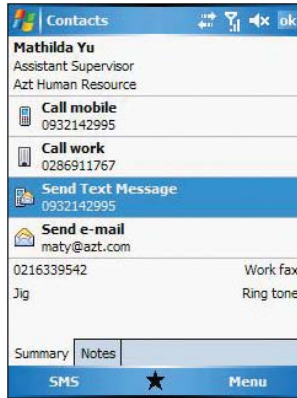 Contacts ok
Mathilda Yu
Assistant Supervisor
Azt Human Resource
Call mobile
0932142995
Call work
0286911767
Send Text Message
0932142995
Send e-mail
maty@azt.com
0216339542 Work fax
Jig Ring tone
Summary Notes
SMS Menu